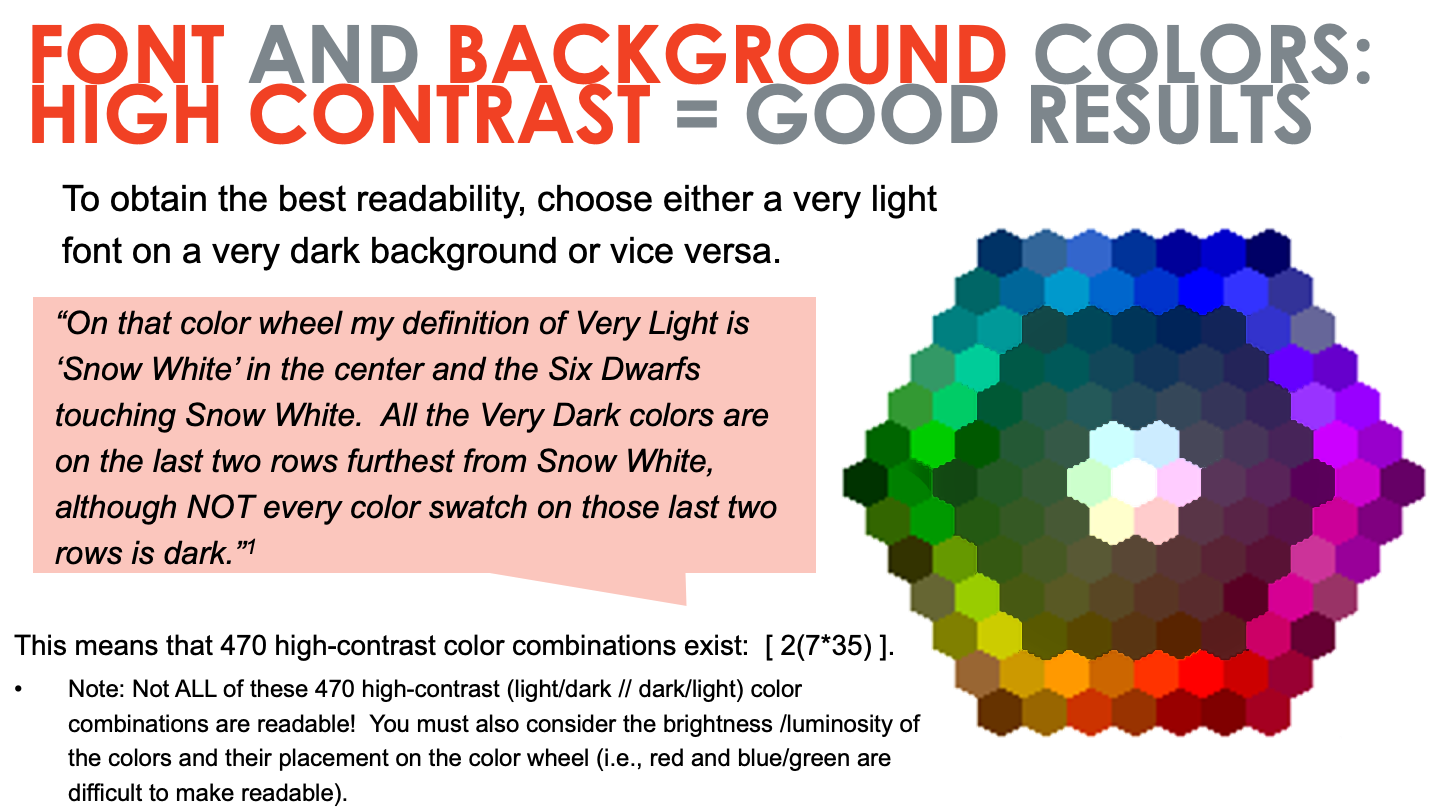 FONT AND BACKGROUND COLORS:
HIGH CONTRAST = GOOD RESULTS
To obtain the best readability, choose either a very light
font on a very dark background or vice versa.
“On that color wheel my definition of Very Light is
‘Snow White’ in the center and the Six Dwarfs
touching Snow White.  All the Very Dark colors are
on the last two rows furthest from Snow White,
although NOT every color swatch on those last two
rows is dark.”1
This means that 470 high-contrast color combinations exist:  [ 2(7*35) ].
• Note: Not ALL of these 470 high-contrast (light/dark // dark/light) color
combinations are readable!  You must also consider the brightness /luminosity of
the colors and their placement on the color wheel (i.e., red and blue/green are
difficult to make readable).